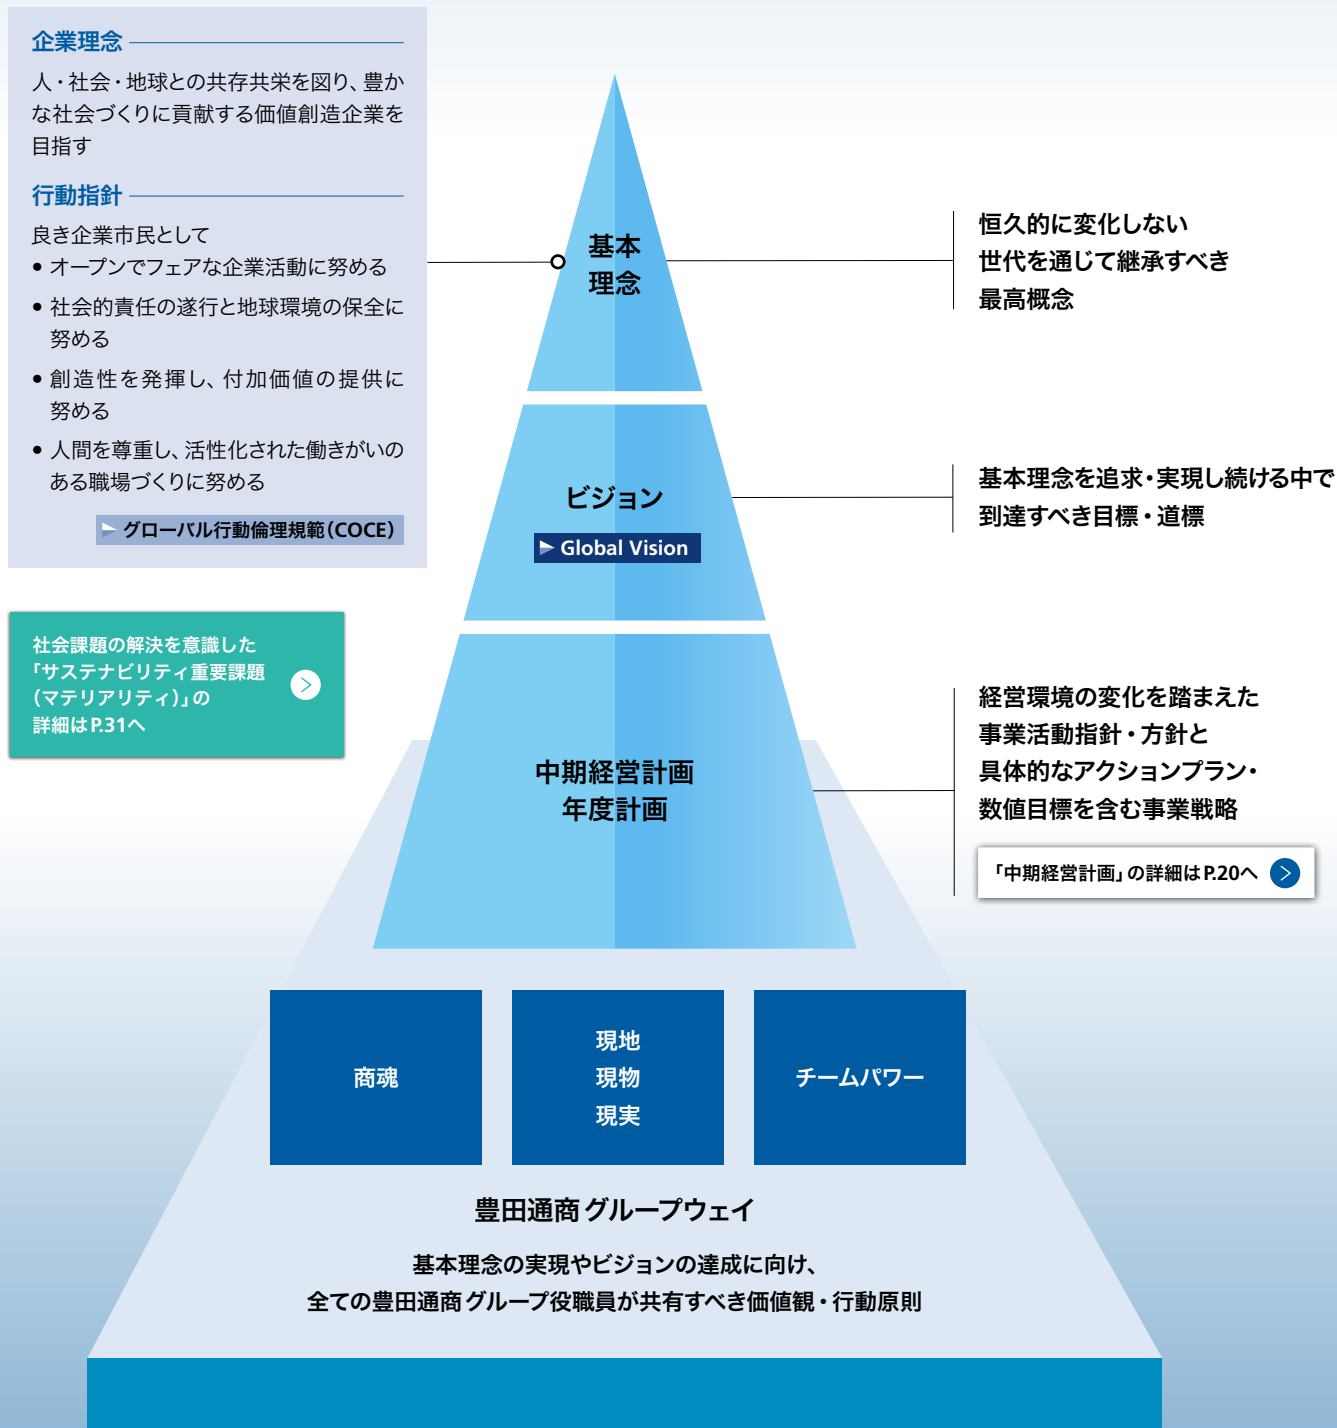 企業理念
人・社会・地球との共存共栄を図り、豊か
な社会づくりに貢献する価値創造企業を
目指す
行動指針
良き企業市民として
• オープンでフェアな企業活動に努める
• 社会的責任の遂行と地球環境の保全に
努める
• 創造性を発揮し、付加価値の提供に
努める
• 人間を尊重し、活性化された働きがいの
ある職場づくりに努める
グローバル行動倫理規範（COCE）
社会課題の解決を意識した
「サステナビリティ重要課題
（マテリアリティ）」の
詳細はP.31へ
基本
理念
恒久的に変化しない
世代を通じて継承すべき
最高概念
ビジョン
Global Vision
基本理念を追求・実現し続ける中で
到達すべき目標・道標
中期経営計画
年度計画
経営環境の変化を踏まえた
事業活動指針・方針と
具体的なアクションプラン・
数値目標を含む事業戦略
「中期経営計画」の詳細はP.20へ
商魂
現地
現物
現実
チームパワー
豊田通商グループウェイ
基本理念の実現やビジョンの達成に向け、
全ての豊田通商グループ役職員が共有すべき価値観・行動原則